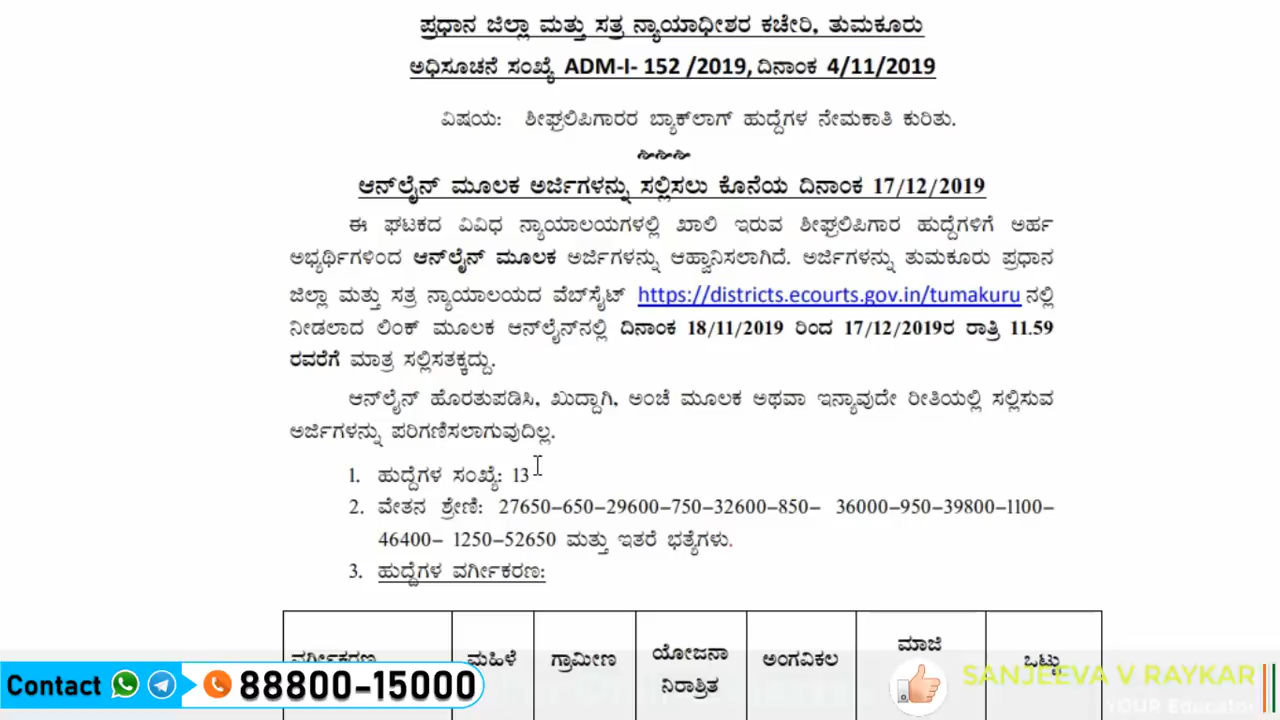 ಪ್ರಧಾನ ಜಿಲ್ಲಾ ಮತ್ತು ಸತ್ರ ನ್ಯಾಯಾಧೀಶರ ಕಚೇರಿ, ತುಮಕೂರು
ಅಧಿಸೂಚನೆ ಸಂಖ್ಯೆ ADM-I- 152 /2019, ದಿನಾಂಕ 4/11/2019
ವಿಷಯ: ಶೀಘ್ರಲಿಪಿಗಾರರ ಬ್ಯಾಕ್‌ಲಾಗ್ ಹುದ್ದೆಗಳ ನೇಮಕಾತಿ ಕುರಿತು.
ಆನ್‌ಲೈನ್ ಮೂಲಕ ಅರ್ಜಿಗಳನ್ನು ಸಲ್ಲಿಸಲು ಕೊನೆಯ ದಿನಾಂಕ 17/12/2019
ಈ ಘಟಕದ ವಿವಿಧ ನ್ಯಾಯಾಲಯಗಳಲ್ಲಿ ಖಾಲಿ ಇರುವ ಶೀಘ್ರಲಿಪಿಗಾರ ಹುದ್ದೆಗಳಿಗೆ ಅರ್ಹ
ಅಭ್ಯರ್ಥಿಗಳಿಂದ ಆನ್‌ಲೈನ್ ಮೂಲಕ ಅರ್ಜಿಗಳನ್ನು ಆಹ್ವಾನಿಸಲಾಗಿದೆ. ಅರ್ಜಿಗಳನ್ನು ತುಮಕೂರು ಪ್ರಧಾನ
ಜಿಲ್ಲಾ ಮತ್ತು ಸತ್ರ ನ್ಯಾಯಾಲಯದ ವೆಬ್‌ಸೈಟ್ https://districts.ecourts.gov.in/tumakuru ನಲ್ಲಿ
ನೀಡಲಾದ ಲಿಂಕ್ ಮೂಲಕ ಆನ್‌ಲೈನ್‌ನಲ್ಲಿ ದಿನಾಂಕ 18/11/2019 ರಿಂದ 17/12/2019ರ ರಾತ್ರಿ 11.59
ರವರೆಗೆ ಮಾತ್ರ ಸಲ್ಲಿಸತಕ್ಕದ್ದು.
ಆನ್‌ಲೈನ್ ಹೊರತುಪಡಿಸಿ, ಖುದ್ದಾಗಿ, ಅಂಚೆ ಮೂಲಕ ಅಥವಾ ಇನ್ಯಾವುದೇ ರೀತಿಯಲ್ಲಿ ಸಲ್ಲಿಸುವ
ಅರ್ಜಿಗಳನ್ನು ಪರಿಗಣಿಸಲಾಗುವುದಿಲ್ಲ.
1. ಹುದ್ದೆಗಳ ಸಂಖ್ಯೆ: 13
2. ವೇತನ ಶ್ರೇಣಿ: 27650-650-29600-750-32600-850- 36000-950-39800-1100-
46400- 1250-52650 ಮತ್ತು ಇತರೆ ಭತ್ಯೆಗಳು.
3. ಹುದ್ದೆಗಳ ವರ್ಗೀಕರಣ:
ವರ್ಗೀಕರಣ ಮಹಿಳೆ ಗ್ರಾಮೀಣ ಯೋಜನಾ ನಿರಾಶ್ರಿತ ಅಂಗವಿಕಲ ಮಾಜಿ ಒಟ್ಟು
Contact 88800-15000
SANJEEVA V RAYKAR
YOUR Educator